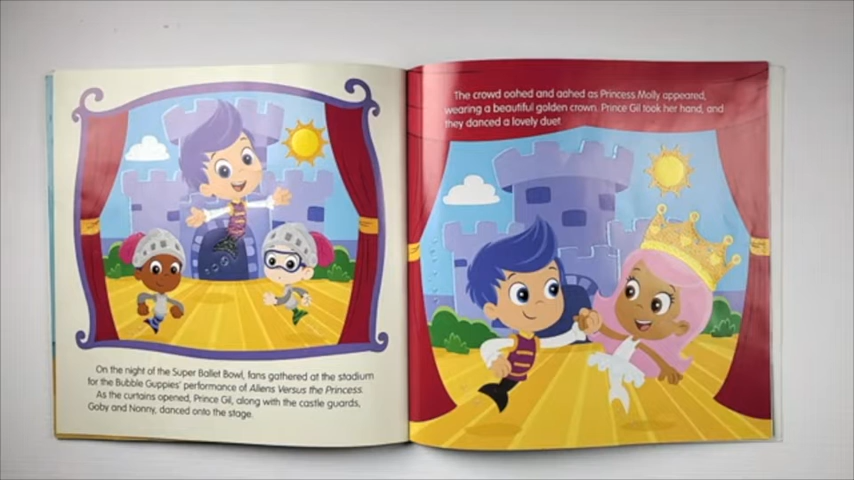 On the night of the Super Ballet Bowl, fans gathered at the stadium
for the Bubble Guppies' performance of Aliens Versus the Princess.
As the curtains opened, Prince Gil, along with the castle guards,
Goby and Nonny, danced onto the stage.
The crowd oohed and aahed as Princess Molly appeared,
wearing a beautiful golden crown. Prince Gil took her hand, and
they danced a lovely duet